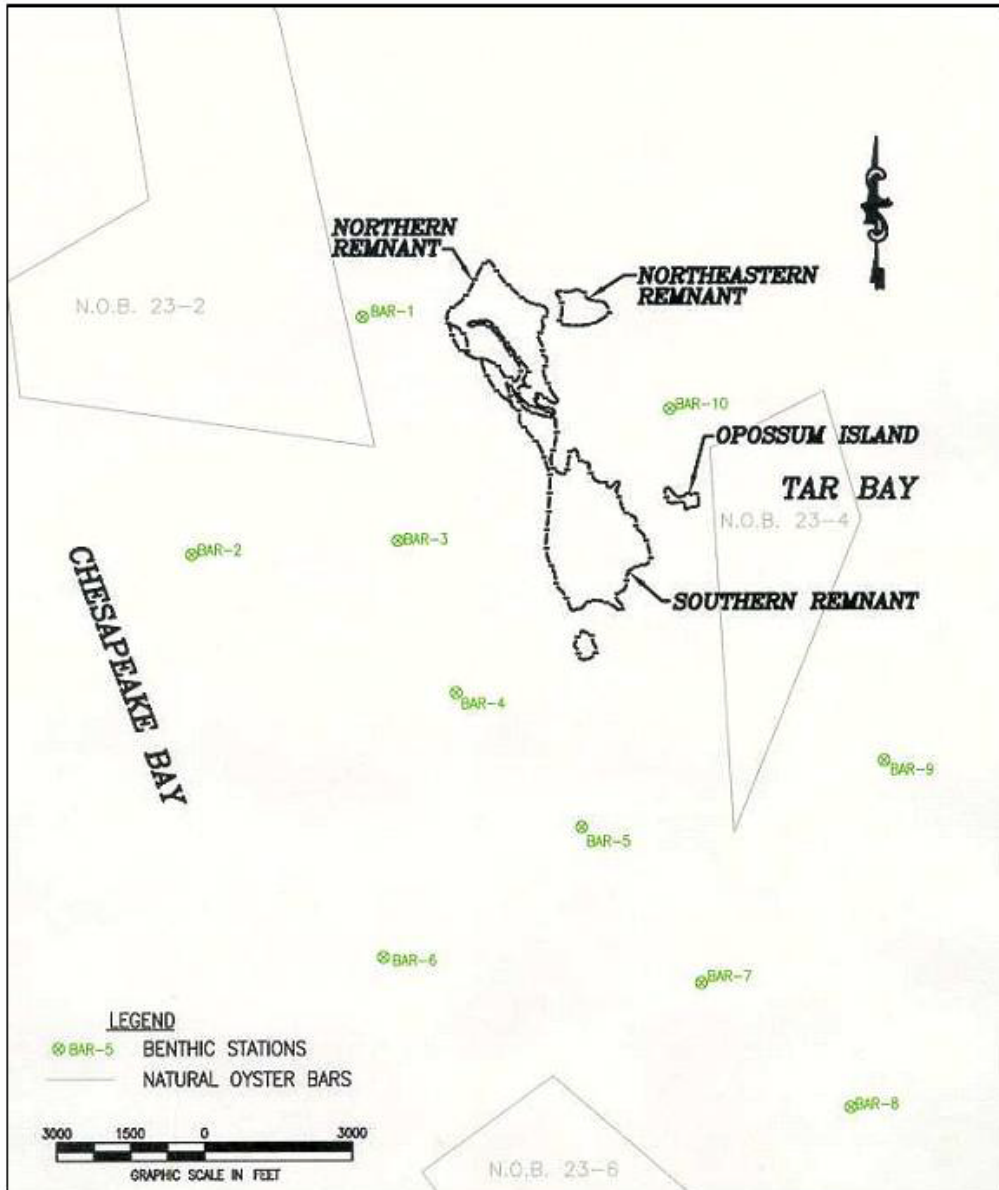 NORTHERN
REMNANT
NORTHEASTERN
REMNANT
N.O.B. 23-2
BAR-1
BAR-10
OPOSSUM ISLAND
TAR BAY
N.O.B. 23-4
BAR-2
BAR-3
CHESAPEAKE BAY
SOUTHERN REMNANT
BAR-4
BAR-9
BAR-5
BAR-6
BAR-7
LEGEND
BAR-5 BENTHIC STATIONS
NATURAL OYSTER BARS
BAR-8
3000 1500 0 3000
GRAPHIC SCALE IN FEET
N.O.B. 23-6